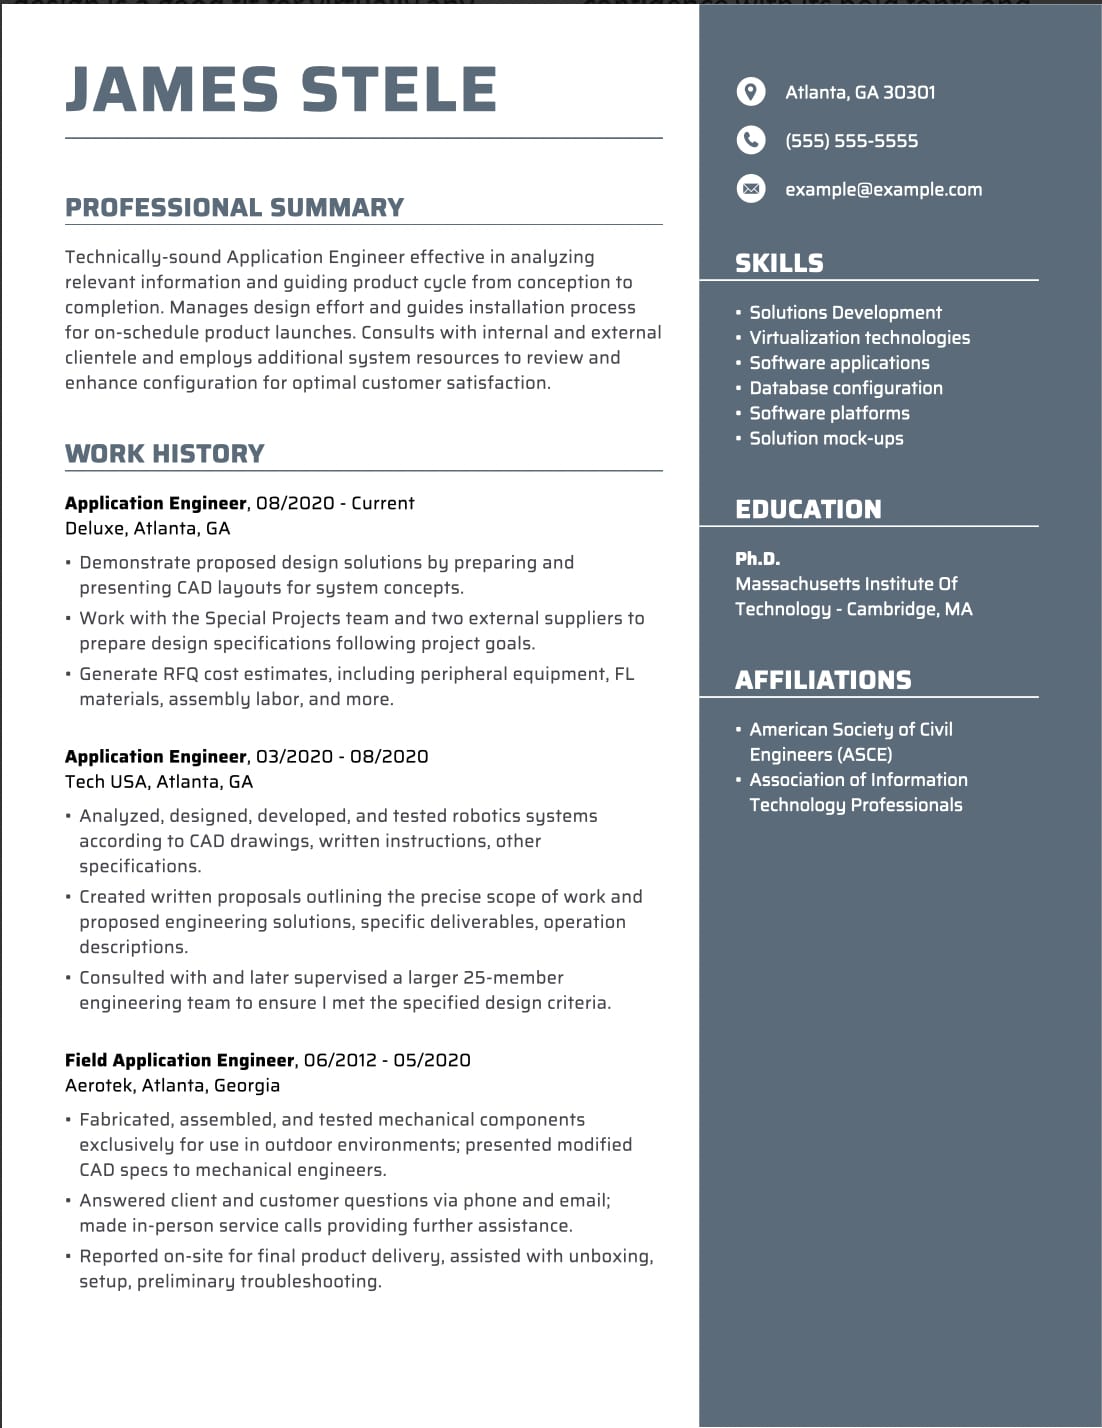 JAMES STELE
PROFESSIONAL SUMMARY
Technically-sound Application Engineer effective in analyzing
relevant information and guiding product cycle from conception to
completion. Manages design effort and guides installation process
for on-schedule product launches. Consults with internal and external
clientele and employs additional system resources to review and
enhance configuration for optimal customer satisfaction.
WORK HISTORY
Application Engineer, 08/2020 - Current
Deluxe, Atlanta, GA
• Demonstrate proposed design solutions by preparing and
presenting CAD layouts for system concepts.
• Work with the Special Projects team and two external suppliers to
prepare design specifications following project goals.
• Generate RFQ cost estimates, including peripheral equipment, FL
materials, assembly labor, and more.
Application Engineer, 03/2020 - 08/2020
Tech USA, Atlanta, GA
• Analyzed, designed, developed, and tested robotics systems
according to CAD drawings, written instructions, other
specifications.
• Created written proposals outlining the precise scope of work and
proposed engineering solutions, specific deliverables, operation
descriptions.
• Consulted with and later supervised a larger 25-member
engineering team to ensure I met the specified design criteria.
Field Application Engineer, 06/2012 - 05/2020
Aerotek, Atlanta, Georgia
• Fabricated, assembled, and tested mechanical components
exclusively for use in outdoor environments; presented modified
CAD specs to mechanical engineers.
• Answered client and customer questions via phone and email;
made in-person service calls providing further assistance.
• Reported on-site for final product delivery, assisted with unboxing,
setup, preliminary troubleshooting.
Atlanta, GA 30301
(555) 555-5555
example@example.com
SKILLS
• Solutions Development
• Virtualization technologies
• Software applications
• Database configuration
• Software platforms
• Solution mock-ups
EDUCATION
Ph.D.
Massachusetts Institute Of
Technology - Cambridge, MA
AFFILIATIONS
• American Society of Civil
Engineers (ASCE)
• Association of Information
Technology Professionals